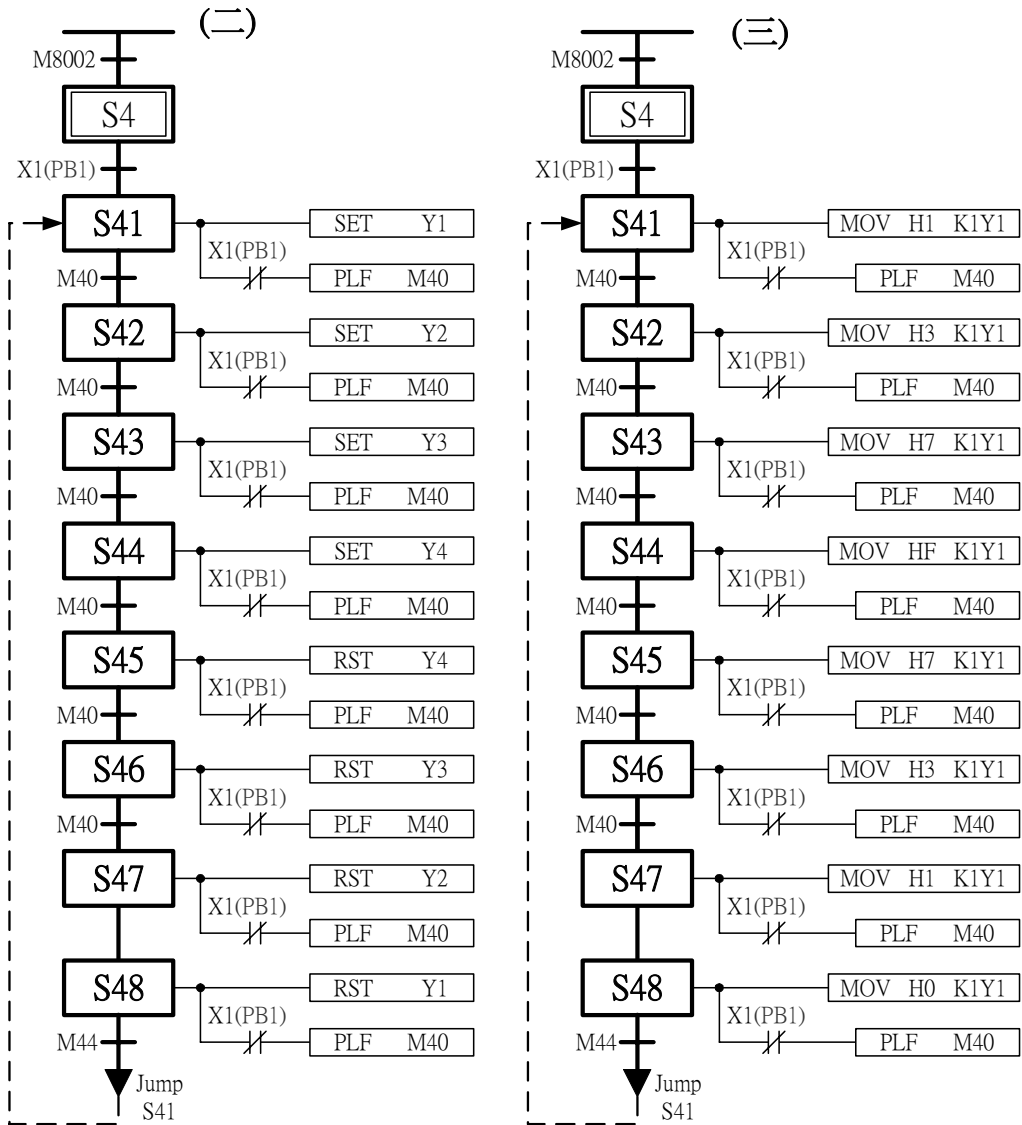 (二)
M8002
S4
X1(PB1)
S41
SET Y1
X1(PB1)
PLF M40
M40
S42
SET Y2
X1(PB1)
PLF M40
M40
S43
SET Y3
X1(PB1)
PLF M40
M40
S44
SET Y4
X1(PB1)
PLF M40
M40
S45
RST Y4
X1(PB1)
PLF M40
M40
S46
RST Y3
X1(PB1)
PLF M40
M40
S47
RST Y2
X1(PB1)
PLF M40
S48
RST Y1
X1(PB1)
PLF M40
M44
Jump
S41
(三)
M8002
S4
X1(PB1)
S41
MOV H1 K1Y1
X1(PB1)
PLF M40
M40
S42
MOV H3 K1Y1
X1(PB1)
PLF M40
M40
S43
MOV H7 K1Y1
X1(PB1)
PLF M40
M40
S44
MOV HF K1Y1
X1(PB1)
PLF M40
M40
S45
MOV H7 K1Y1
X1(PB1)
PLF M40
M40
S46
MOV H3 K1Y1
X1(PB1)
PLF M40
M40
S47
MOV H1 K1Y1
X1(PB1)
PLF M40
S48
MOV H0 K1Y1
X1(PB1)
PLF M40
M44
Jump
S41